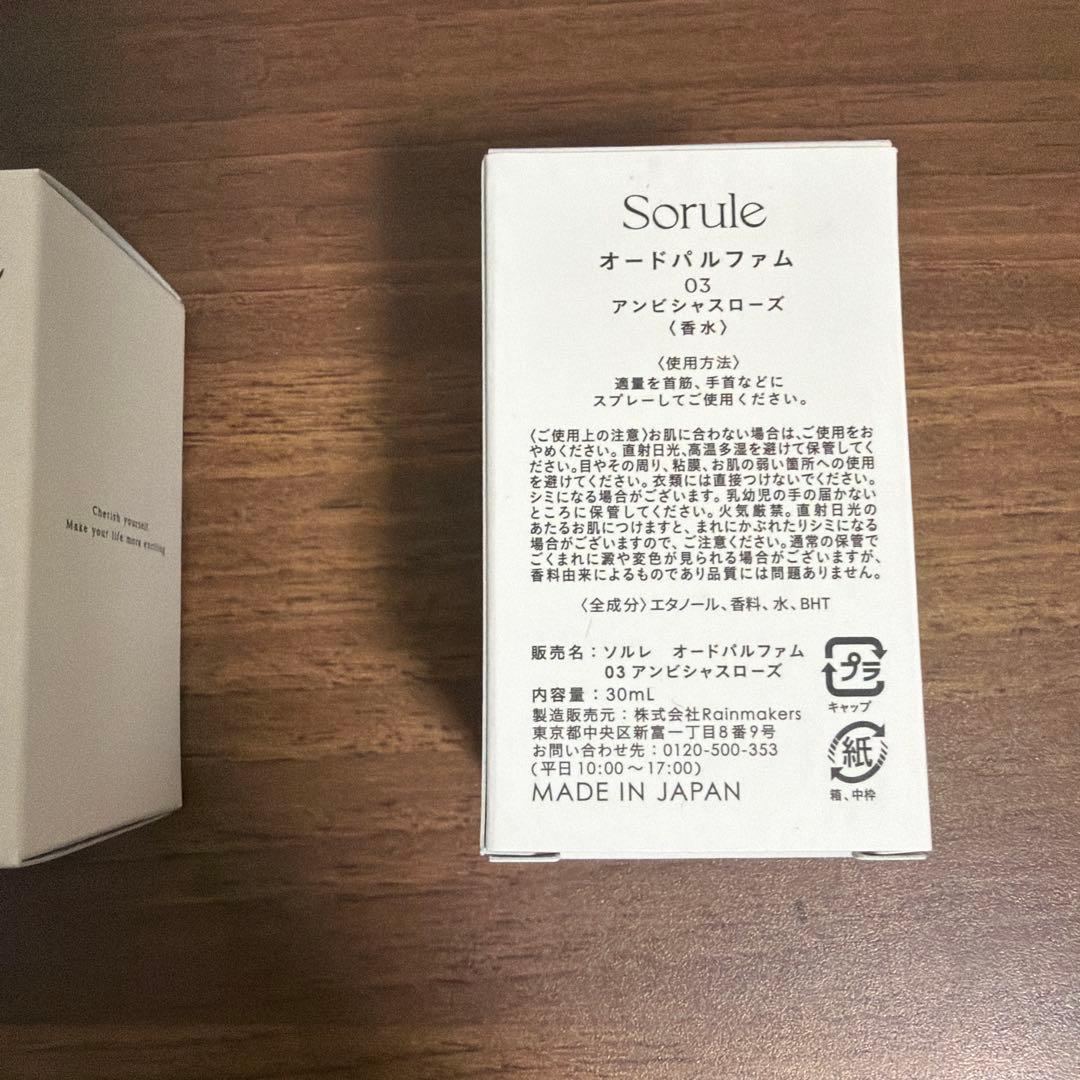 Cherish yourself.
Make your life more exciting.
Sorule
オードパルファム
03
アンビシャスローズ
〈香水〉
〈使用方法〉
適量を首筋、手首などに
スプレーしてご使用ください。
〈ご使用上の注意〉お肌に合わない場合は、ご使用をお
やめください。直射日光、高温多湿を避けて保管してく
ださい。目やその周り、粘膜、お肌の弱い箇所への使用
を避けてください。衣類には直接つけないでください。
シミになる場合がございます。乳幼児の手の届かない
ところに保管してください。火気厳禁。直射日光の
あたるお肌につけますと、まれにかぶれたりシミになる
場合がございますので、ご注意ください。通常の保管で
ごくまれに澱や変色が見られる場合がございますが、
香料由来によるものであり品質には問題ありません。
〈全成分〉エタノール、香料、水、BHT
販売名：ソルレ　オードパルファム
03 アンビシャスローズ
内容量：30mL
製造販売元：株式会社Rainmakers
東京都中央区新富一丁目8番9号
お問い合わせ先：0120-500-353
(平日10:00～17:00)
MADE IN JAPAN
プラ
キャップ
紙
箱、中枠